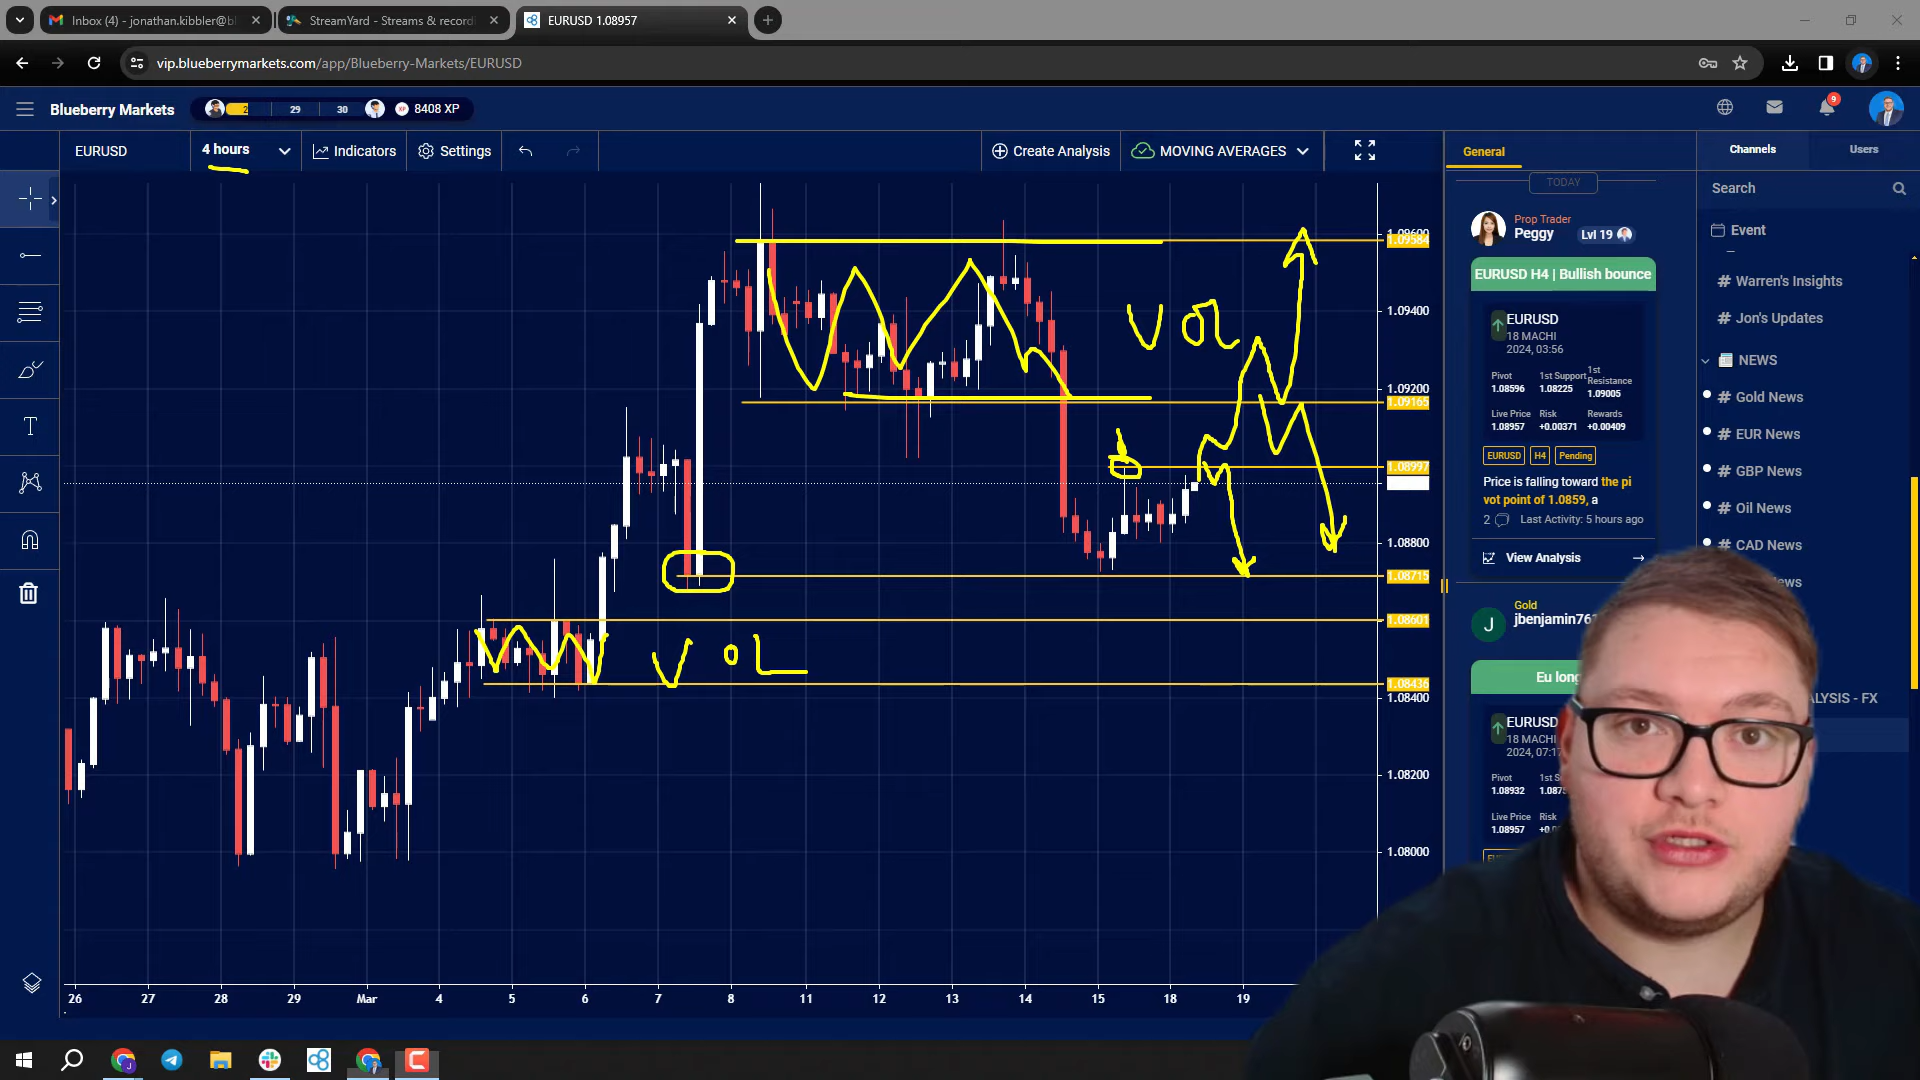 Inbox (4) - jonathan.kibbler@bl
StreamYard - Streams & record
EURUSD 1.08957
vip.blueberrymarkets.com/app/Blueberry-Markets/EURUSD
Blueberry Markets
2 29 30
8408 XP
9
EURUSD
4 hours
Indicators
Settings
Create Analysis
MOVING AVERAGES
General
Channels
Users
TODAY
Search
Prop Trader
Peggy
Lvl 19
EURUSD H4 | Bullish bounce
EURUSD
18 MACHI
2024, 03:56
Pivot
1.08596
1st Support
1.08225
1st Resistance
1.09005
Live Price
1.08957
Risk
+0.00371
Rewards
+0.00409
EURUSD
H4
Pending
Price is falling toward the pi
vot point of 1.0859, a
2
Last Activity: 5 hours ago
View Analysis
Gold
J
EURUSD
18 MACHI
Pivot
1.08932
Live Price
1.08957
Risk
Event
# Warren's Insights
# Jon's Updates
NEWS
# Gold News
# EUR News
# GBP News
# Oil News
# CAD News
ALYSIS - FX
1.09600
1.09584
1.09400
1.09200
1.09165
1.08997
1.08800
1.08715
1.08601
1.08436
1.08400
1.08200
1.08000
VOL
VOL
26 27 28 29 Mar 4 5 6 7 8 11 12 13 14 15 18 19